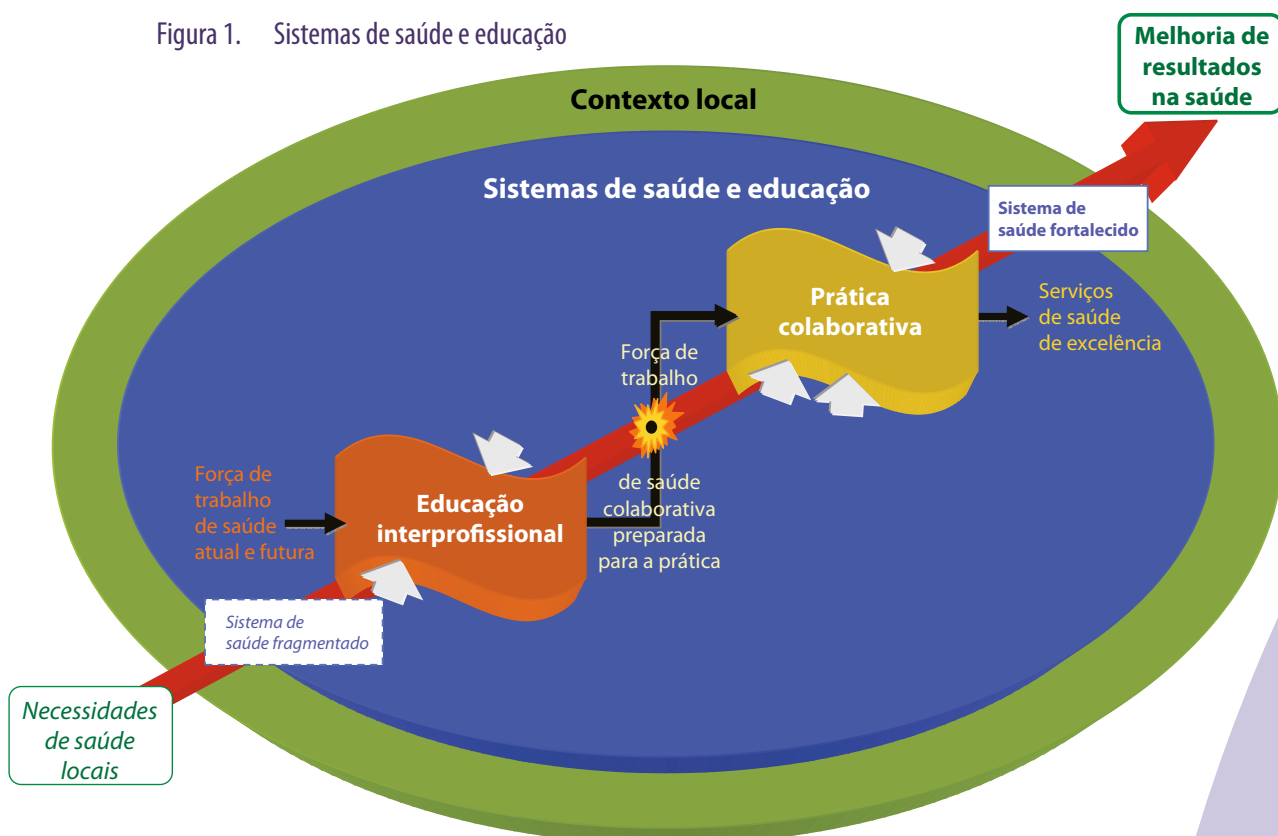 Figura 1. Sistemas de saúde e educação
Melhoria de
resultados
na saúde
Contexto local
Sistemas de saúde e educação
Sistema de
saúde fortalecido
Prática
colaborativa
Serviços
de saúde
de excelência
Força de
trabalho
de saúde
colaborativa
preparada
para a prática
Educação
interprofissional
Força de
trabalho
de saúde
atual e futura
Sistema de
saúde fragmentado
Necessidades
de saúde
locais